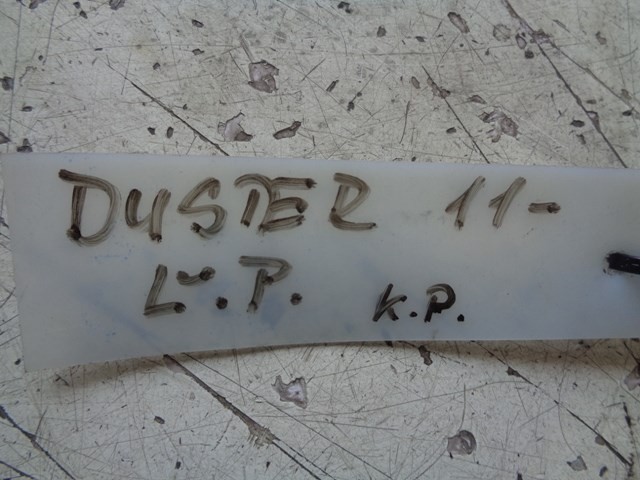 DUSTER 11-
L-.P. K.P.